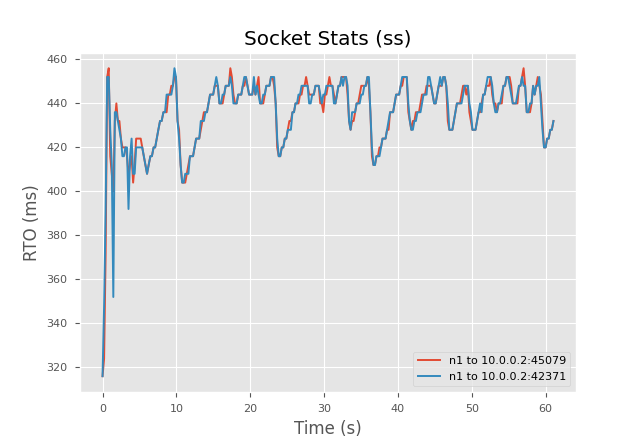 Socket Stats (ss)
RTO (ms)
460
440
420
400
380
360
340
320
0 10 20 30 40 50 60
Time (s)
n1 to 10.0.0.2:45079
n1 to 10.0.0.2:42371